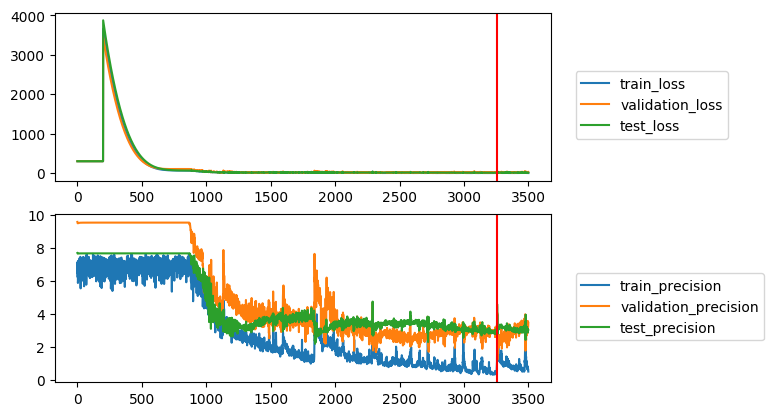 4000
3000
2000
1000
0
0 500 1000 1500 2000 2500 3000 3500
train_loss
validation_loss
test_loss
10
8
6
4
2
0
0 500 1000 1500 2000 2500 3000 3500
train_precision
validation_precision
test_precision